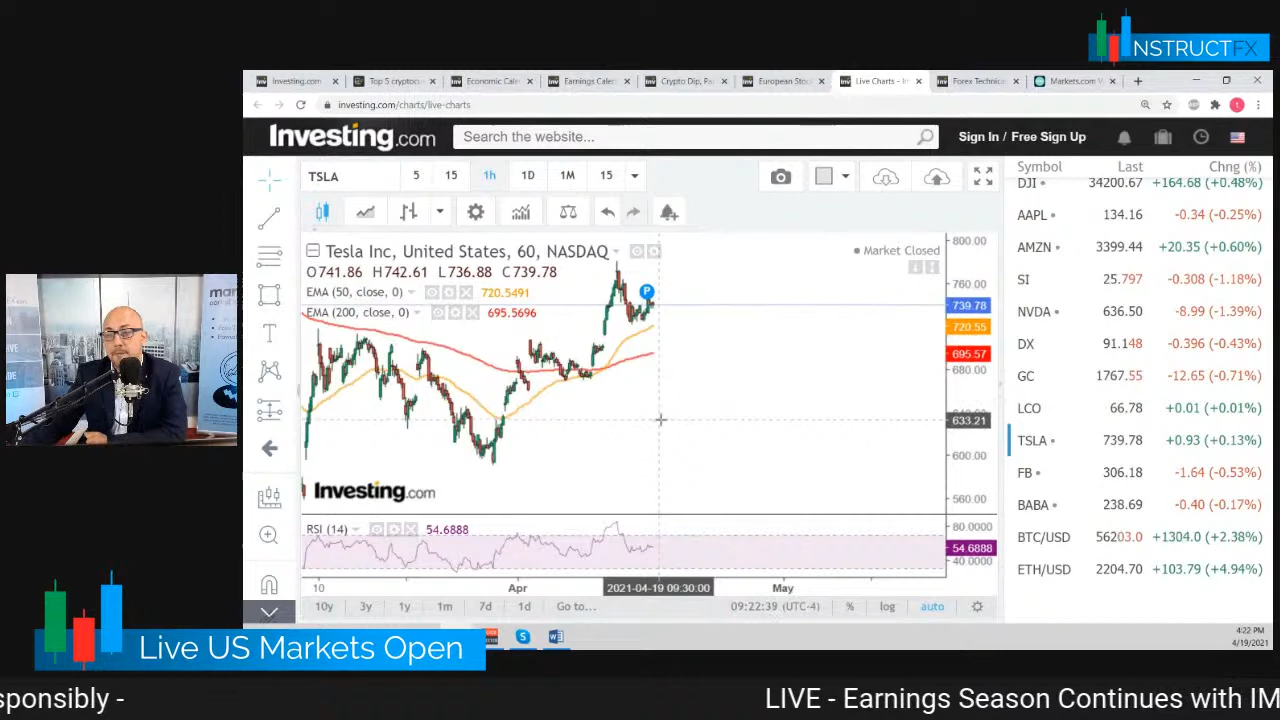 NSTRUCTFX
Investing.com
Top 5 cryptoc
Economic Cale
Earnings Caler
Crypto Dip, Fa
European Stoc
Live Charts - In
Forex Technica
Markets.com
investing.com/charts/live-charts
Investing.com
Search the website...
Sign In / Free Sign Up
TSLA 5 15 1h 1D 1M 15
Symbol Last Chng (%)
DJI 34200.67 +164.68 (+0.48%)
AAPL 134.16 -0.34 (-0.25%)
AMZN 3399.44 +20.35 (+0.60%)
SI 25.797 -0.308 (-1.18%)
NVDA 636.50 -8.99 (-1.39%)
DX 91.148 -0.396 (-0.43%)
GC 1767.55 -12.65 (-0.71%)
LCO 66.78 +0.01 (+0.01%)
TSLA 739.78 +0.93 (+0.13%)
FB 306.18 -1.64 (-0.53%)
BABA 238.69 -0.40 (-0.17%)
BTC/USD 56203.0 +1304.0 (+2.38%)
ETH/USD 2204.70 +103.79 (+4.94%)
Tesla Inc, United States, 60, NASDAQ
Market Closed
O741.86 H742.61 L736.88 C739.78
EMA (50, close, 0) 720.5491
EMA (200, close, 0) 695.5696
P
800.00
760.00
739.78
720.55
695.57
680.00
633.21
600.00
560.00
Investing.com
RSI (14) 54.6888
80.0000
54.6888
40.0000
10 Apr 2021-04-19 09:30:00 May
10y 3y 1y 1m 7d 1d Go to... 09:22:39 (UTC-4) % log auto
4:22 PM
4/19/2021
Live US Markets Open
sponsibly - LIVE - Earnings Season Continues with IM